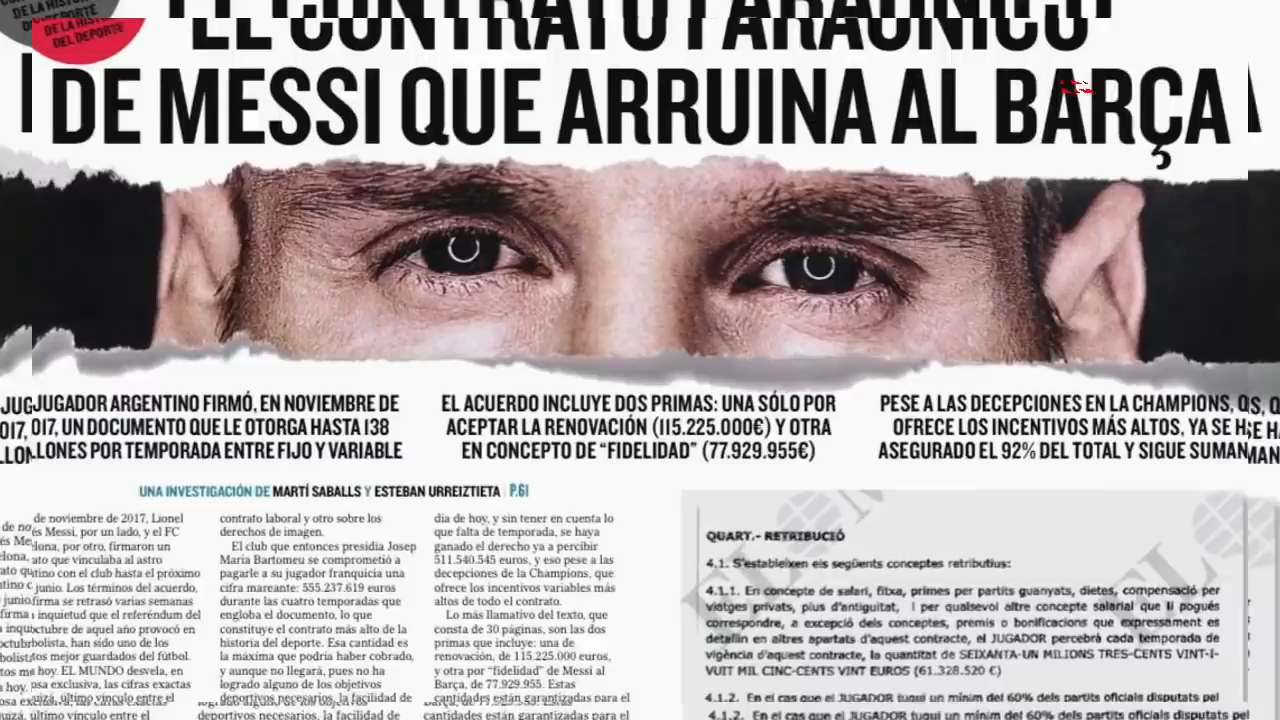 DE LA HISTORIA
DEL DEPORTE
EL CONTRATO FARAÓNICO
DE MESSI QUE ARRUINA AL BARÇA
JUGADOR ARGENTINO FIRMÓ, EN NOVIEMBRE DE
017, UN DOCUMENTO QUE LE OTORGA HASTA 138
LLONES POR TEMPORADA ENTRE FIJO Y VARIABLE
EL ACUERDO INCLUYE DOS PRIMAS: UNA SÓLO POR
ACEPTAR LA RENOVACIÓN (115.225.000€) Y OTRA
EN CONCEPTO DE “FIDELIDAD” (77.929.955€)
PESE A LAS DECEPCIONES EN LA CHAMPIONS, Q
OFRECE LOS INCENTIVOS MÁS ALTOS, YA SE H
ASEGURADO EL 92% DEL TOTAL Y SIGUE SUMAN
UNA INVESTIGACIÓN DE MARTÍ SABALLS Y ESTEBAN URREIZTIETA | P.61
de noviembre de 2017, Lionel
és Messi, por un lado, y el FC
lona, por otro, firmaron un
ato que vinculaba al astro
tino con el club hasta el próximo
junio. Los términos del acuerdo,
firma se retrasó varias semanas
inquietud que el referéndum del
octubre de aquel año provocó en
bolista, han sido uno de los
tos mejor guardados del fútbol.
hoy. EL MUNDO desvela, en
sa exclusiva, las cifras exactas
uizá, último vínculo entre el
contrato laboral y otro sobre los
derechos de imagen.
El club que entonces presidía Josep
Maria Bartomeu se comprometió a
pagarle a su jugador franquicia una
cifra mareante: 555.237.619 euros
durante las cuatro temporadas que
engloba el documento, lo que
constituye el contrato más alto de la
historia del deporte. Esa cantidad es
la máxima que podría haber cobrado,
y aunque no llegará, pues no ha
logrado alguno de los objetivos
deportivos necesarios, la facilidad de
día de hoy, y sin tener en cuenta lo
que falta de temporada, se haya
ganado el derecho ya a percibir
511.540.545 euros, y eso pese a las
decepciones de la Champions, que
ofrece los incentivos variables más
altos de todo el contrato.
Lo más llamativo del texto, que
consta de 30 páginas, son las dos
primas que incluye: una de
renovación, de 115.225.000 euros,
y otra por “fidelidad” de Messi al
Barça, de 77.929.955. Estas
cantidades están garantizadas para el
QUART.- RETRIBUCIÓ
4.1. S'estableixen els següents conceptes retributius:
4.1.1. En concepte de salari, fitxa, primes per partits guanyats, dietes, compensació per
viatges privats, plus d'antiguitat, i per qualsevol altre concepte salarial que li pogués
correspondre, a excepció dels conceptes, premis o bonificacions que expressament es
detallin en altres apartats d'aquest contracte, el JUGADOR percebrà cada temporada de
vigència d'aquest contracte, la quantitat de SEIXANTA-UN MILIONS TRES-CENTS VINT-I-
VUIT MIL CINC-CENTS VINT EUROS (61.328.520 €)
4.1.2. En el cas que el JUGADOR tugui un mínim del 60% dels partits oficials disputats pel